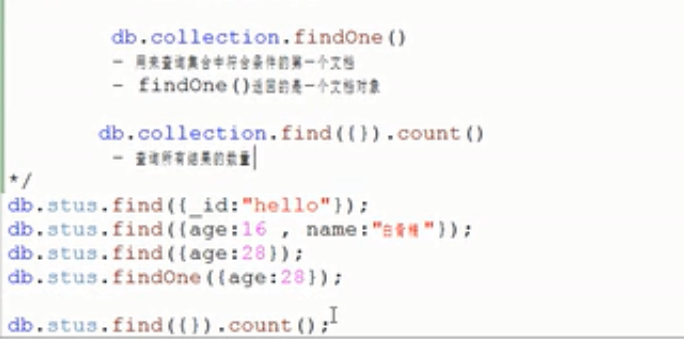 db.collection.findOne()
- 用来查询集合中符合条件的第一个文档
- findOne()返回的是一个文档对象
db.collection.find({}).count()
- 查询所有结果的数量
*/
db.stus.find({_id:"hello"});
db.stus.find({age:16 , name:"白骨精"});
db.stus.find({age:28});
db.stus.findOne({age:28});
db.stus.find({}).count();